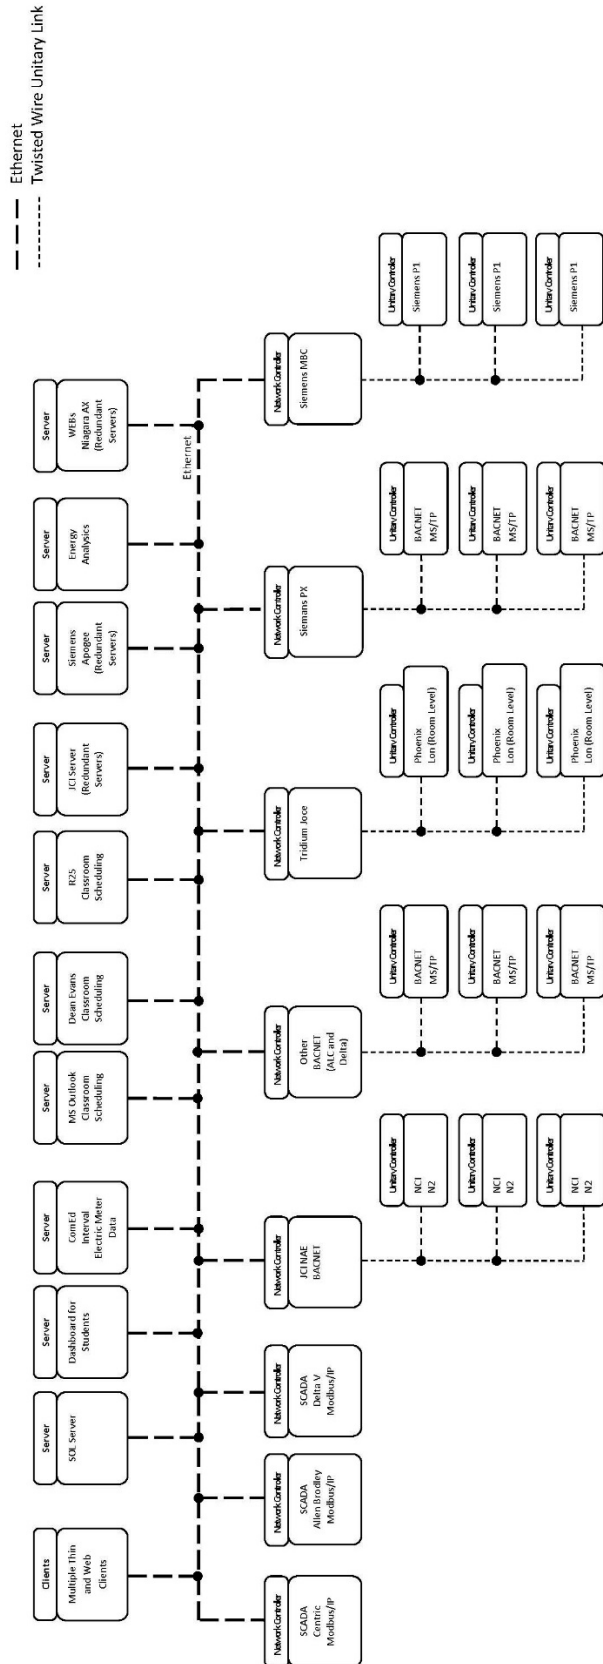 Ethernet
Twisted Wire Unitary Link
Clients
Multiple Thin
and Web
Clients
Server
SQL Server
Server
Dashboard for
Students
Server
ComEd
Interval
Electric Meter
Data
Server
MS Outlook
Classroom
Scheduling
Server
Dean Evans
Classroom
Scheduling
Server
R25
Classroom
Scheduling
Server
JCI Server
(Redundant
Servers)
Server
Siemens
Apogee
(Redundant
Servers)
Server
Energy
Analytics
Server
WEBs
Niagara AX
(Redundant
Servers)
Ethernet
Network Controller
SCADA
Centric
Modbus/IP
Network Controller
SCADA
Allen Brodley
Modbus/IP
Network Controller
SCADA
Delta V
Modbus/IP
Network Controller
JCI NAE
BACNET
Network Controller
Other
BACNET
(ALC and
Delta)
Network Controller
Tridium Joce
Network Controller
Siemans PX
Network Controller
Siemens MBC
Unitary Controller
NCI
N2
Unitary Controller
NCI
N2
Unitary Controller
NCI
N2
Unitary Controller
BACNET
MS/TP
Unitary Controller
BACNET
MS/TP
Unitary Controller
BACNET
MS/TP
Unitary Controller
Phoenix
Lon (Room Level)
Unitary Controller
Phoenix
Lon (Room Level)
Unitary Controller
Phoenix
Lon (Room Level)
Unitary Controller
BACNET
MS/TP
Unitary Controller
BACNET
MS/TP
Unitary Controller
BACNET
MS/TP
Unitary Controller
Siemens P1
Unitary Controller
Siemens P1
Unitary Controller
Siemens P1